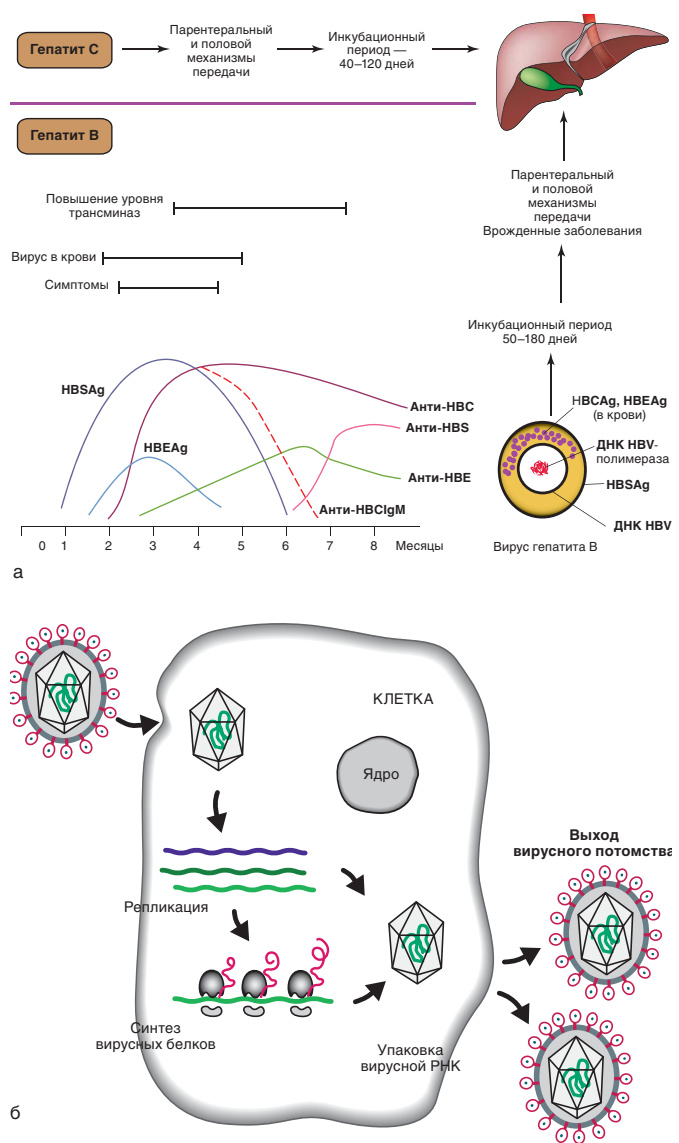 Гепатит С
Парентеральный
и половой
механизмы
передачи
Инкубационный
период —
40–120 дней
Гепатит В
Повышение уровня
трансминаз
Вирус в крови
Симптомы
Парентеральный
и половой
механизмы
передачи
Врожденные заболевания
Инкубационный период
50–180 дней
HBSAg
HBEAg
Анти-HBC
Анти-HBS
Анти-HBE
Анти-HBCIgM
0 1 2 3 4 5 6 7 8 Месяцы
HBCAg, HBEAg
(в крови)
ДНК HBV-
полимераза
HBSAg
ДНК HBV
Вирус гепатита В
а
КЛЕТКА
Ядро
Репликация
Синтез
вирусных белков
Упаковка
вирусной РНК
Выход
вирусного потомства
б